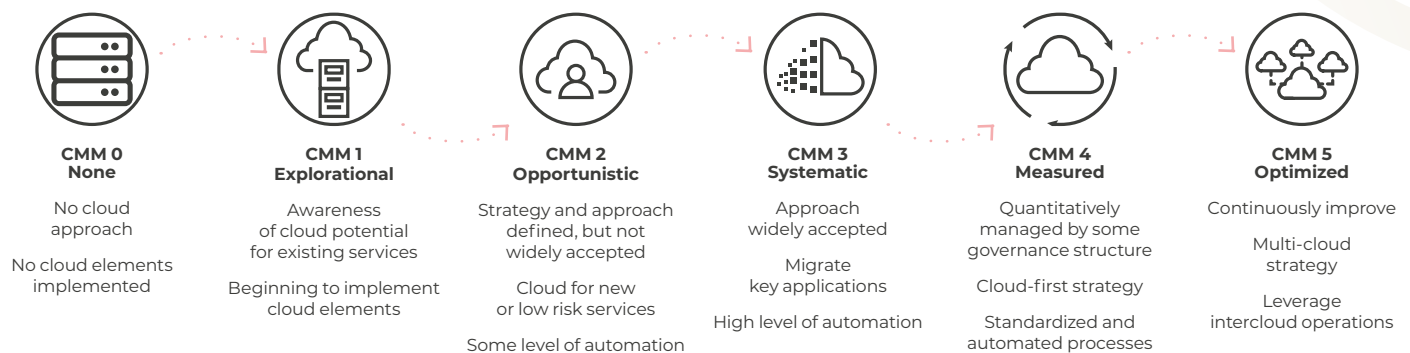 CMM 0
None
No cloud
approach
No cloud elements
implemented
CMM 1
Explorational
Awareness
of cloud potential
for existing services
Beginning to implement
cloud elements
CMM 2
Opportunistic
Strategy and approach
defined, but not
widely accepted
Cloud for new
or low risk services
Some level of automation
CMM 3
Systematic
Approach
widely accepted
Migrate
key applications
High level of automation
CMM 4
Measured
Quantitatively
managed by some
governance structure
Cloud-first strategy
Standardized and
automated processes
CMM 5
Optimized
Continuously improve
Multi-cloud
strategy
Leverage
intercloud operations